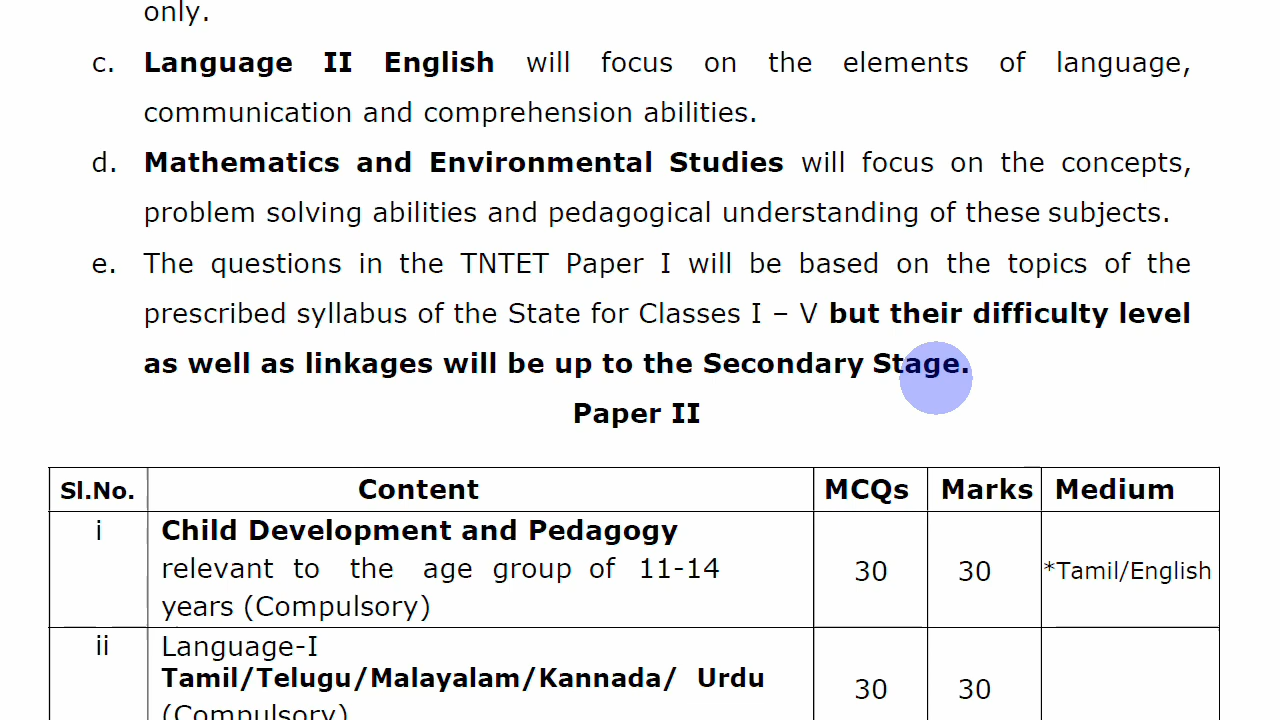 only.
c. Language II English will focus on the elements of language,
communication and comprehension abilities.
d. Mathematics and Environmental Studies will focus on the concepts,
problem solving abilities and pedagogical understanding of these subjects.
e. The questions in the TNTET Paper I will be based on the topics of the
prescribed syllabus of the State for Classes I – V but their difficulty level
as well as linkages will be up to the Secondary Stage.
Paper II
Sl.No. Content MCQs Marks Medium
i Child Development and Pedagogy
relevant to the age group of 11-14
years (Compulsory)
30 30 *Tamil/English
ii Language-I
Tamil/Telugu/Malayalam/Kannada/ Urdu
(Compulsory)
30 30